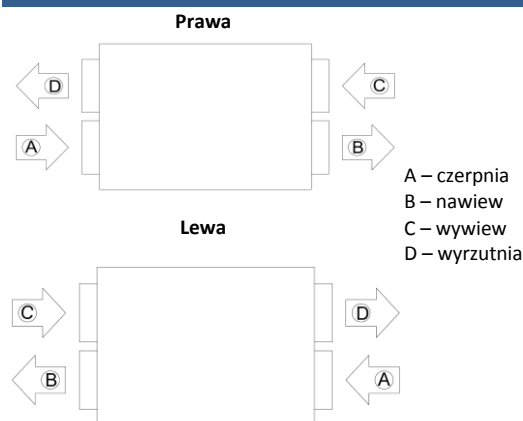 Prawa
D
C
A
B
A – czerpnia
B – nawiew
C – wywiew
D – wyrzutnia
Lewa
C
D
B
A